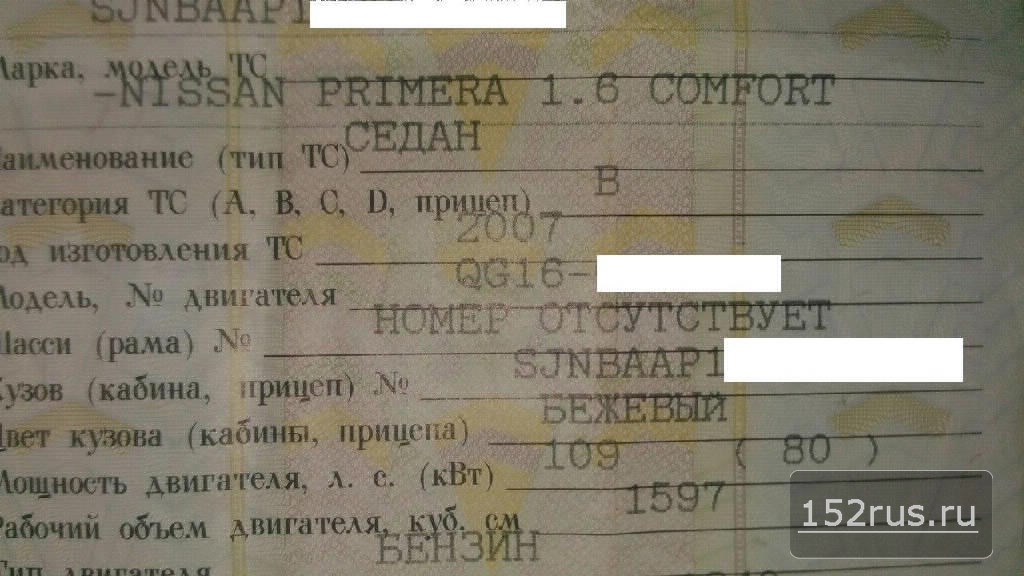 SJNBAAP1
Марка, модель ТС
-NISSAN PRIMERA 1.6 COMFORT
СЕДАН
Наименование (тип ТС)
В
Категория ТС (А, В, С, D, прицеп)
2007
Год изготовления ТС
QG16-
Модель, № двигателя
НОМЕР ОТСУТСТВУЕТ
Шасси (рама) №
SJNBAAP1
Кузов (кабина, прицеп) №
БЕЖЕВЫЙ
Цвет кузова (кабины, прицепа)
109 ( 80 )
Мощность двигателя, л. с. (кВт)
1597
Рабочий объем двигателя, куб. см
БЕНЗИН
Тип двигателя
152rus.ru